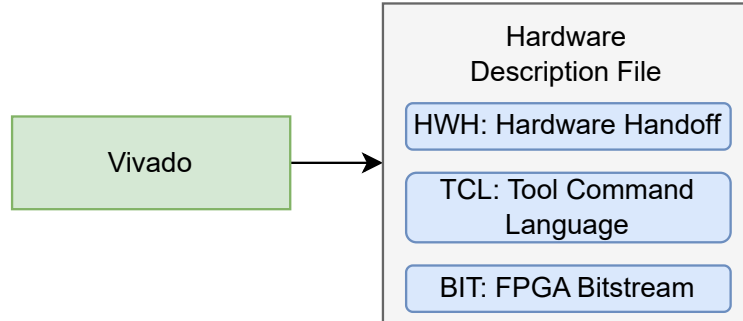 Vivado
Hardware
Description File
HWH: Hardware Handoff
TCL: Tool Command
Language
BIT: FPGA Bitstream